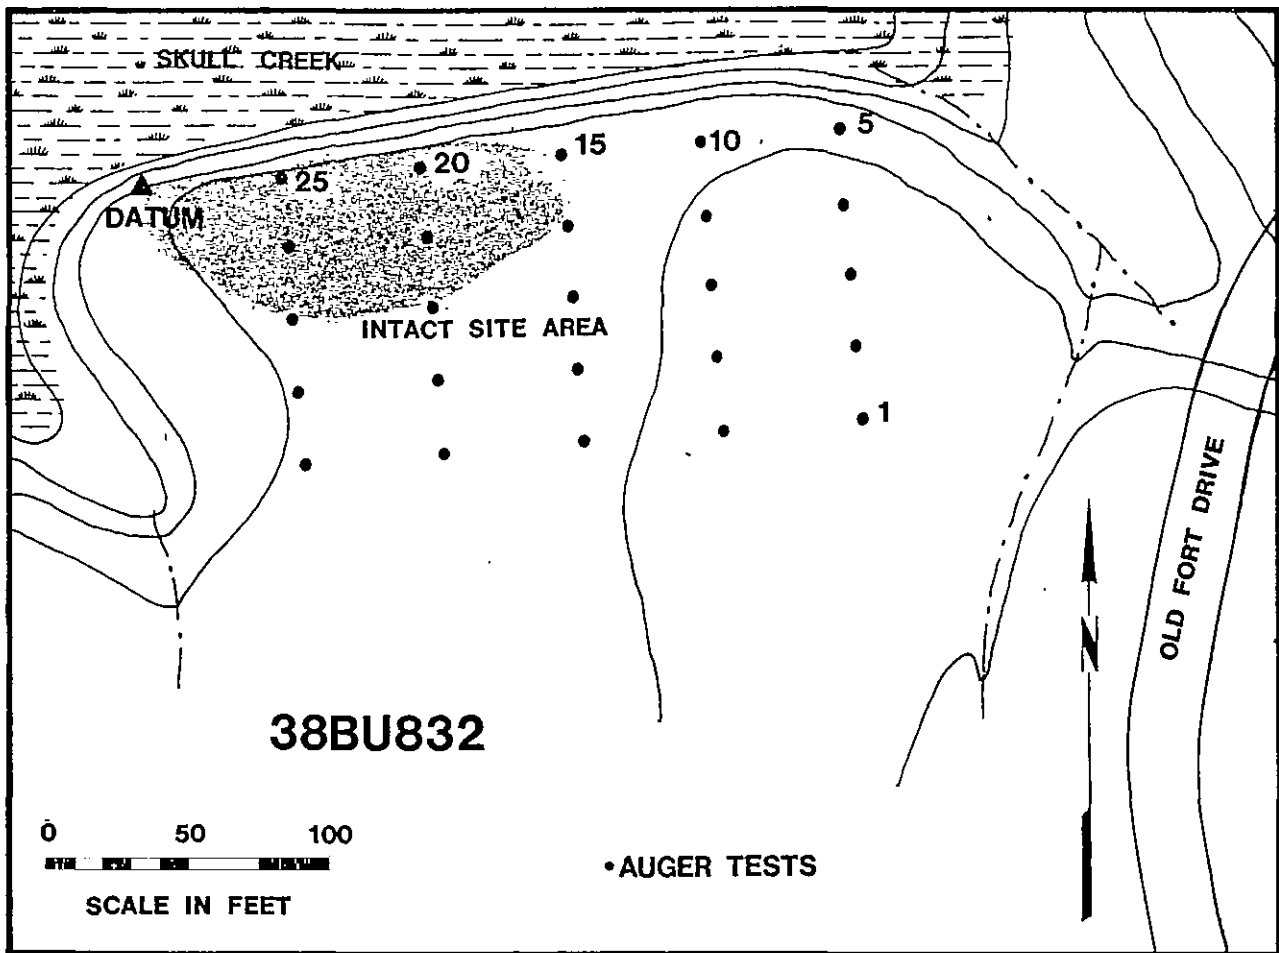 SKULL CREEK
5
10
15
20
25
DATUM
INTACT SITE AREA
1
OLD FORT DRIVE
N
38BU832
0 50 100
SCALE IN FEET
AUGER TESTS